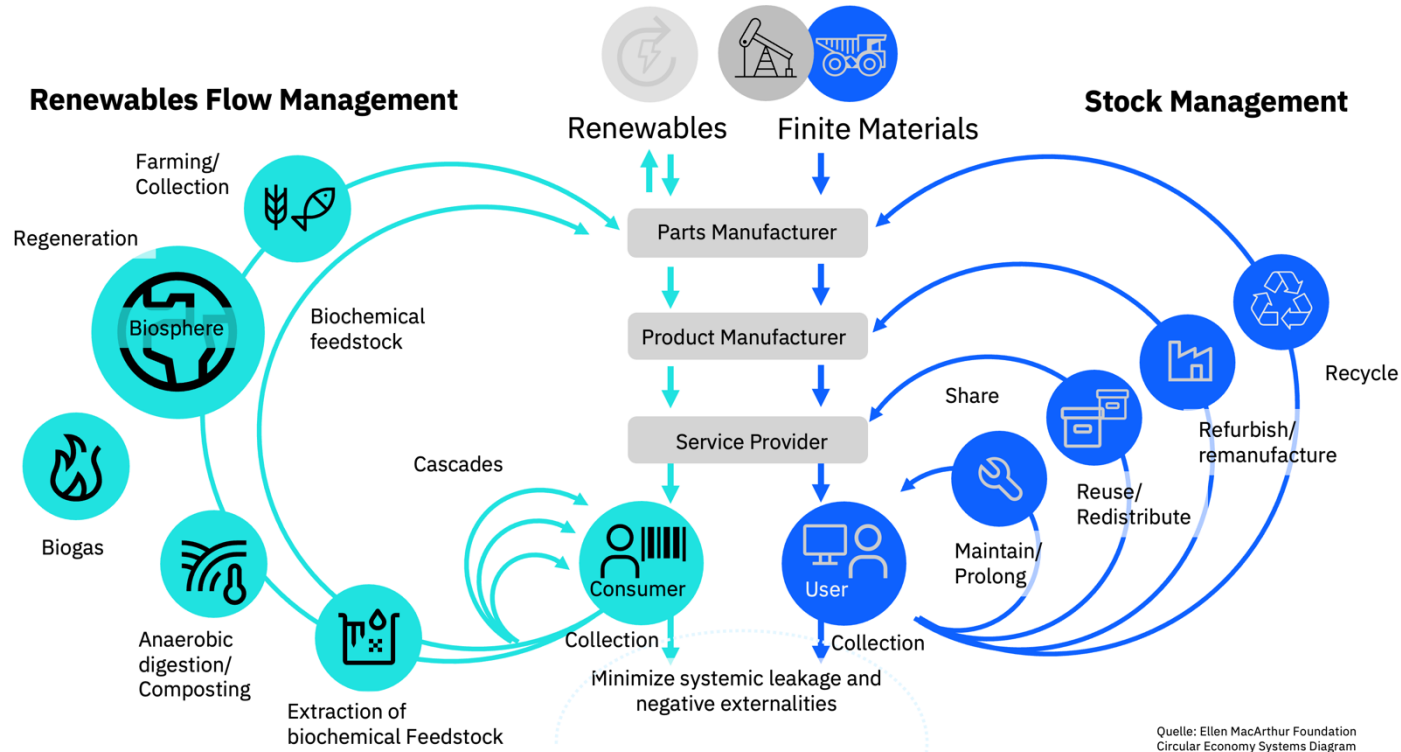 Renewables Flow Management
Stock Management
Renewables
Finite Materials
Farming/
Collection
Regeneration
Biosphere
Biochemical
feedstock
Biogas
Anaerobic
digestion/
Composting
Extraction of
biochemical Feedstock
Cascades
Parts Manufacturer
Product Manufacturer
Service Provider
Consumer
User
Collection
Collection
Minimize systemic leakage and
negative externalities
Share
Maintain/
Prolong
Reuse/
Redistribute
Refurbish/
remanufacture
Recycle
Quelle: Ellen MacArthur Foundation
Circular Economy Systems Diagram